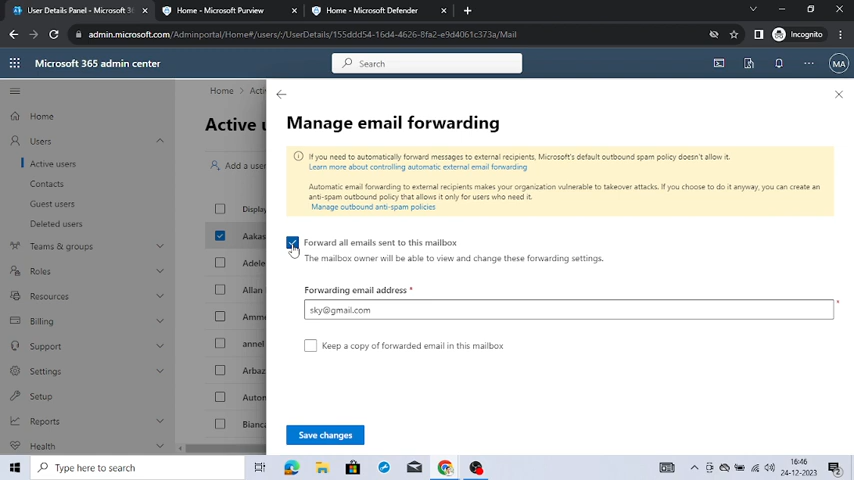 User Details Panel - Microsoft 3
Home - Microsoft Purview
Home - Microsoft Defender
admin.microsoft.com/Adminportal/Home#/users/:/UserDetails/155ddd54-16d4-4626-8fa2-e9d4061c373a/Mail
Incognito
Microsoft 365 admin center
Search
MA
Home
Users
Active users
Contacts
Guest users
Deleted users
Teams & groups
Roles
Resources
Billing
Support
Settings
Setup
Reports
Health
Home > Acti
Active u
Add a use
Displa
Aakas
Adele
Allan
Amme
annel
Arbaz
Auton
Bianca
Manage email forwarding
If you need to automatically forward messages to external recipients, Microsoft's default outbound spam policy doesn't allow it.
Learn more about controlling automatic external email forwarding
Automatic email forwarding to external recipients makes your organization vulnerable to takeover attacks. If you choose to do it anyway, you can create an
anti-spam outbound policy that allows it only for users who need it.
Manage outbound anti-spam policies
Forward all emails sent to this mailbox
The mailbox owner will be able to view and change these forwarding settings.
Forwarding email address *
sky@gmail.com
*
Keep a copy of forwarded email in this mailbox
Save changes
Type here to search
16:46
24-12-2023
2